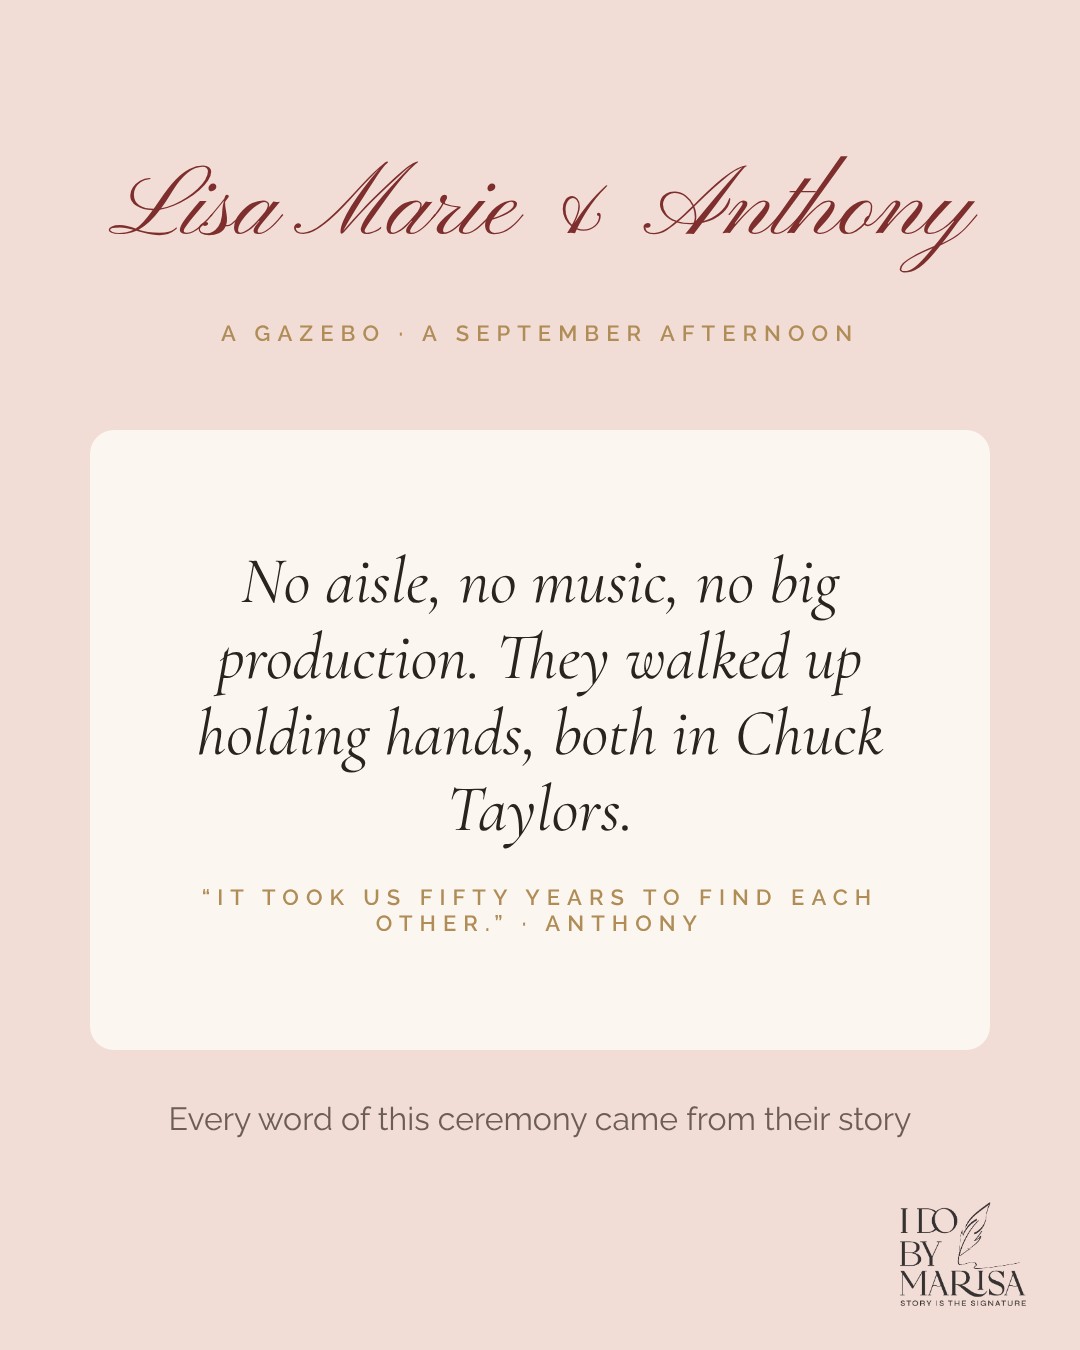 Lisa Marie & Anthony
A GAZEBO · A SEPTEMBER AFTERNOON
No aisle, no music, no big
production. They walked up
holding hands, both in Chuck
Taylors.
“IT TOOK US FIFTY YEARS TO FIND EACH
OTHER.” · ANTHONY
Every word of this ceremony came from their story
I DO
BY
MARISA
STORY IS THE SIGNATURE